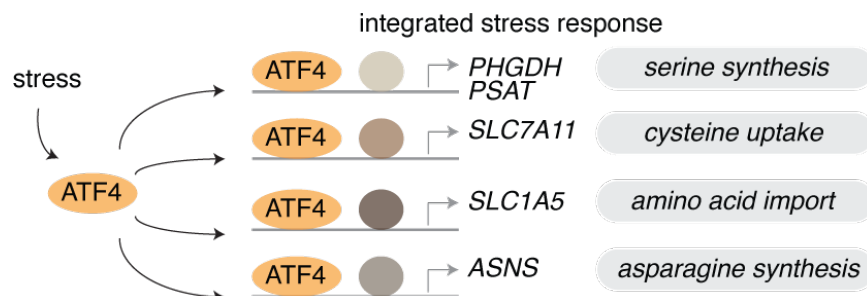 integrated stress response
stress
ATF4
ATF4
PHGDH
PSAT
serine synthesis
ATF4
SLC7A11
cysteine uptake
ATF4
SLC1A5
amino acid import
ATF4
ASNS
asparagine synthesis